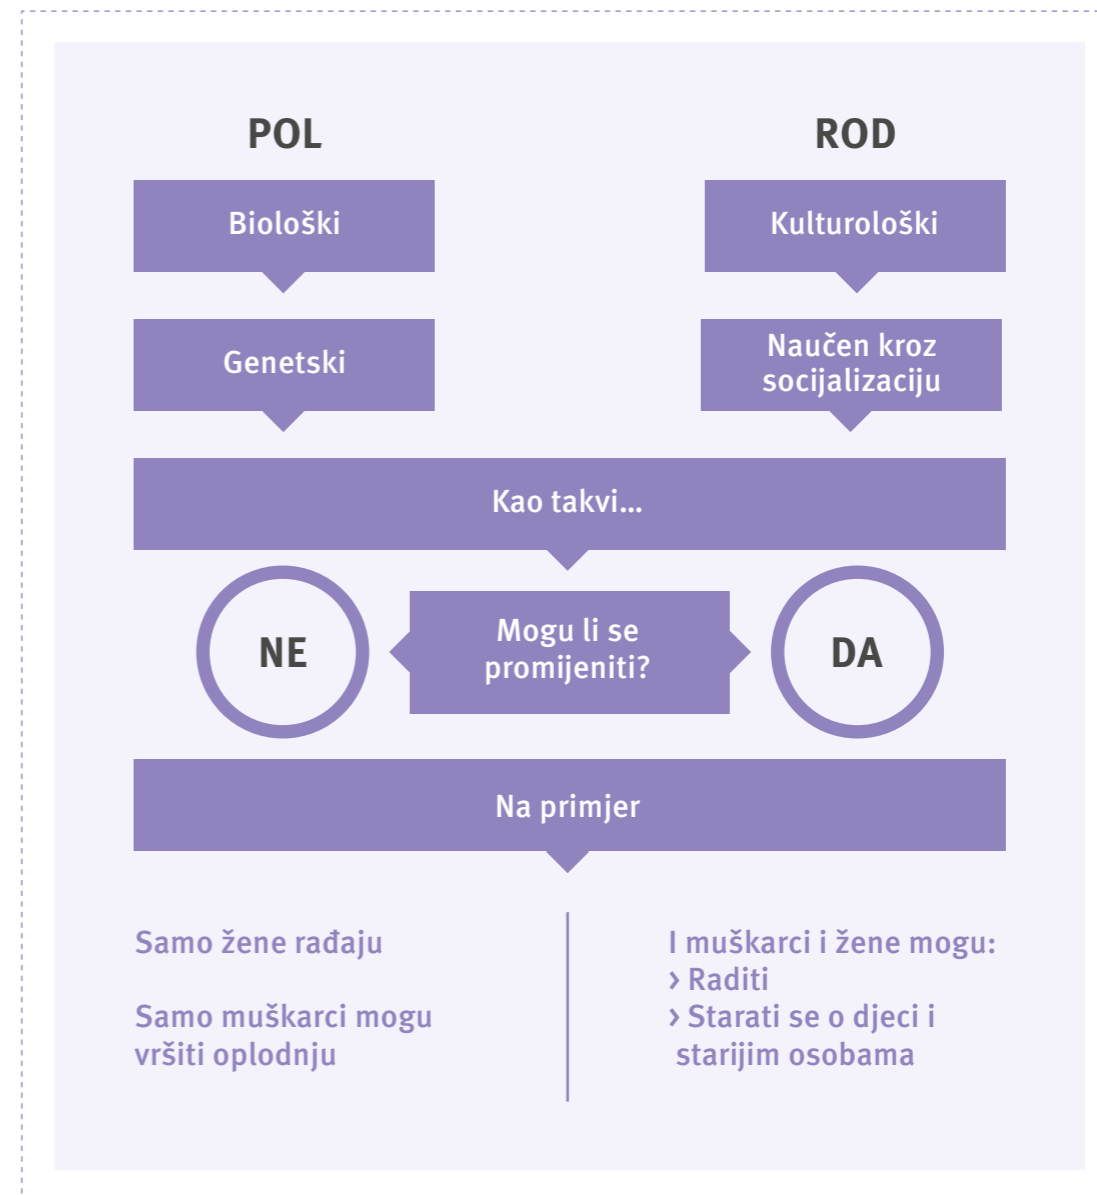 POL
ROD
Biološki
Kulturološki
Genetski
Naučen kroz
socijalizaciju
Kao takvi...
NE
Mogu li se
promijeniti?
DA
Na primjer
Samo žene rađaju
Samo muškarci mogu
vršiti oplodnju
I muškarci i žene mogu:
> Raditi
> Starati se o djeci i
starijim osobama